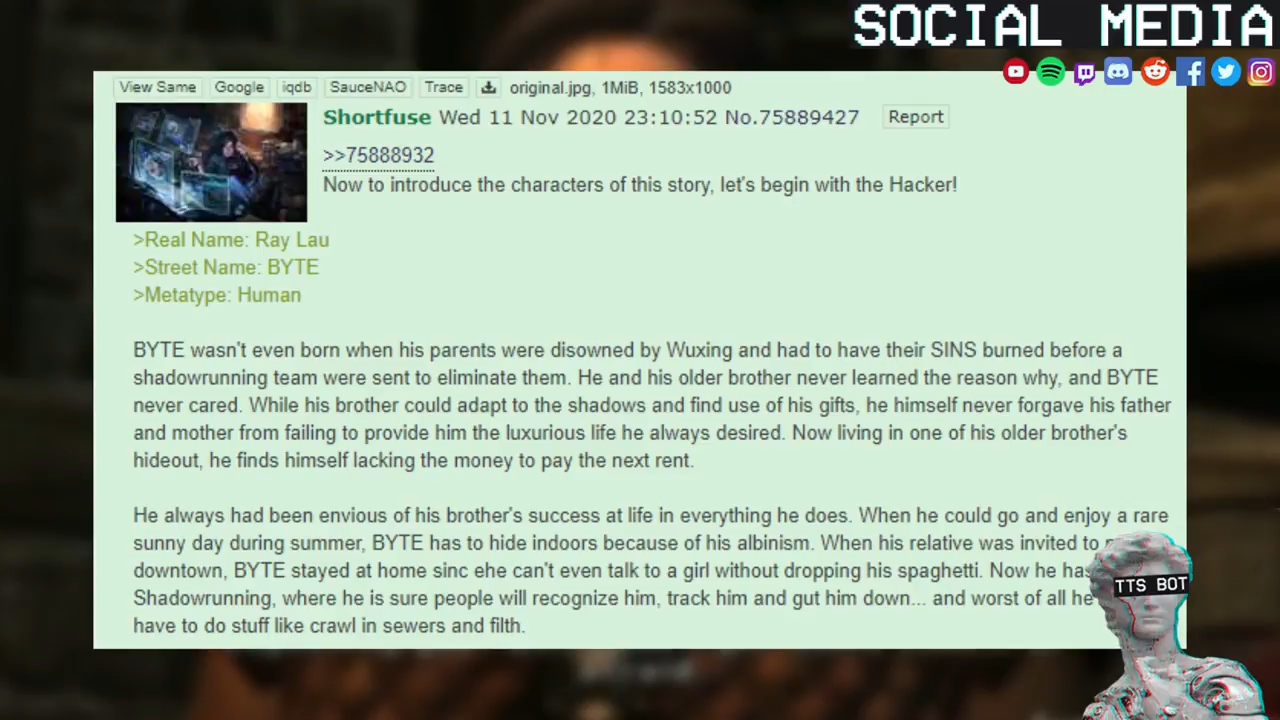 SOCIAL MEDIA
View Same Google iqdb SauceNAO Trace original.jpg, 1MiB, 1583x1000
Shortfuse Wed 11 Nov 2020 23:10:52 No.75889427 Report
>>75888932
Now to introduce the characters of this story, let's begin with the Hacker!
>Real Name: Ray Lau
>Street Name: BYTE
>Metatype: Human
BYTE wasn't even born when his parents were disowned by Wuxing and had to have their SINS burned before a
shadowrunning team were sent to eliminate them. He and his older brother never learned the reason why, and BYTE
never cared. While his brother could adapt to the shadows and find use of his gifts, he himself never forgave his father
and mother from failing to provide him the luxurious life he always desired. Now living in one of his older brother's
hideout, he finds himself lacking the money to pay the next rent.
He always had been envious of his brother's success at life in everything he does. When he could go and enjoy a rare
sunny day during summer, BYTE has to hide indoors because of his albinism. When his relative was invited to
downtown, BYTE stayed at home sinc ehe can't even talk to a girl without dropping his spaghetti. Now he has
Shadowrunning, where he is sure people will recognize him, track him and gut him down... and worst of all he
have to do stuff like crawl in sewers and filth.
TTS BOT